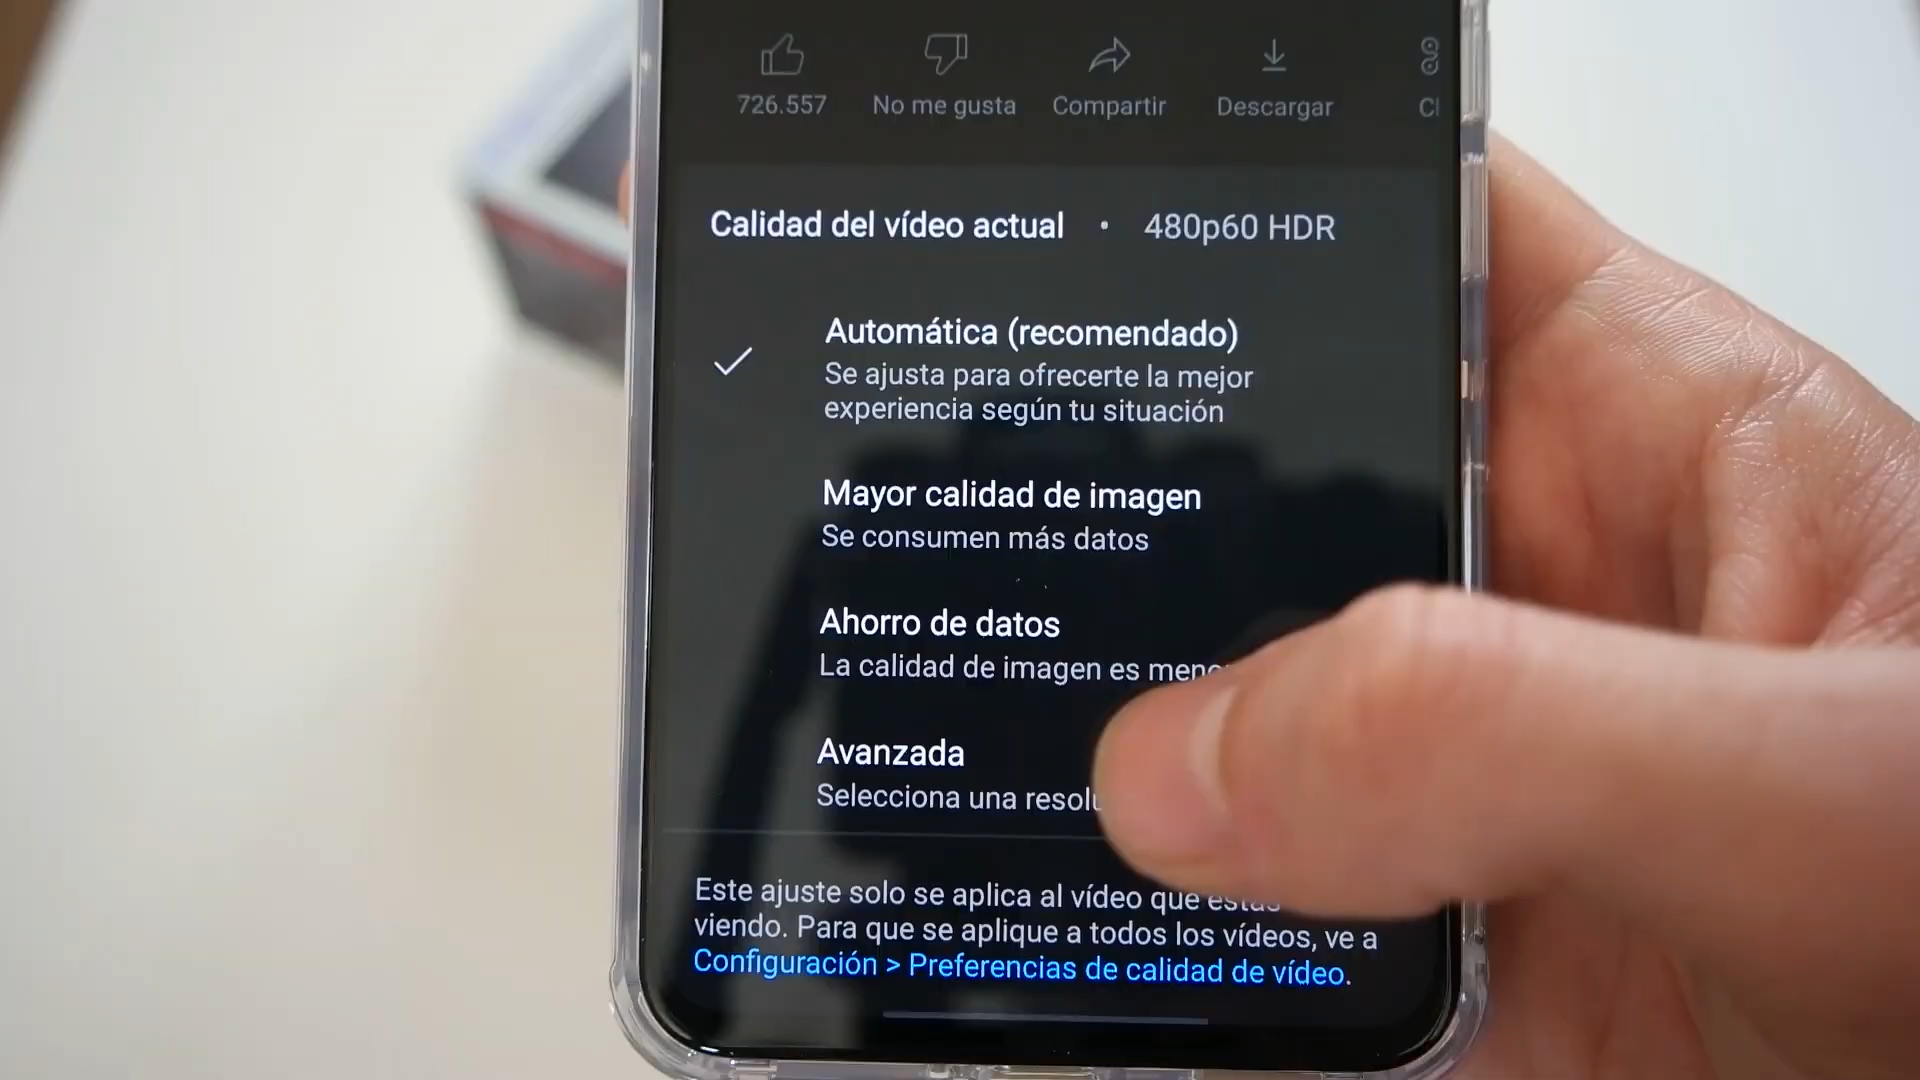 726.557
No me gusta
Compartir
Descargar
Calidad del vídeo actual • 480p60 HDR
Automática (recomendado)
Se ajusta para ofrecerte la mejor
experiencia según tu situación
Mayor calidad de imagen
Se consumen más datos
Ahorro de datos
La calidad de imagen es
Avanzada
Selecciona una
Este ajuste solo se aplica al vídeo que estás
viendo. Para que se aplique a todos los vídeos, ve a
Configuración > Preferencias de calidad de vídeo.